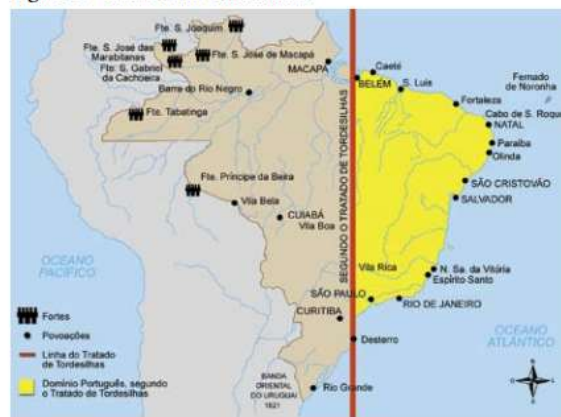 Fte. S. Joaquim
Fte. S. José das
Marabitanas
Fte. S. José de Macapá
Fte. S. Gabriel
da Cachoeira
MACAPÁ
Barra do Rio Negro
Fte. Tabatinga
BELÉM
Caeté
S. Luis
Fernado
de Noronha
Fortaleza
Cabo de S. Roque
NATAL
Paraíba
Olinda
SÃO CRISTOVÃO
SALVADOR
Fte. Príncipe da Beira
Vila Bela
CUIABÁ
Vila Boa
SEGUNDO O TRATADO DE TORDESILHAS
OCEANO
PACÍFICO
Vila Rica
N. Sa. da Vitória
Espírito Santo
SÃO PAULO
RIO DE JANEIRO
CURITIBA
Desterro
OCEANO
ATLÂNTICO
BANDA
ORIENTAL
DO URUGUAI
1821
Rio Grande
Fortes
Povoações
Linha do Tratado
de Tordesilhas
Domínio Português, segundo
o Tratado de Tordesilhas